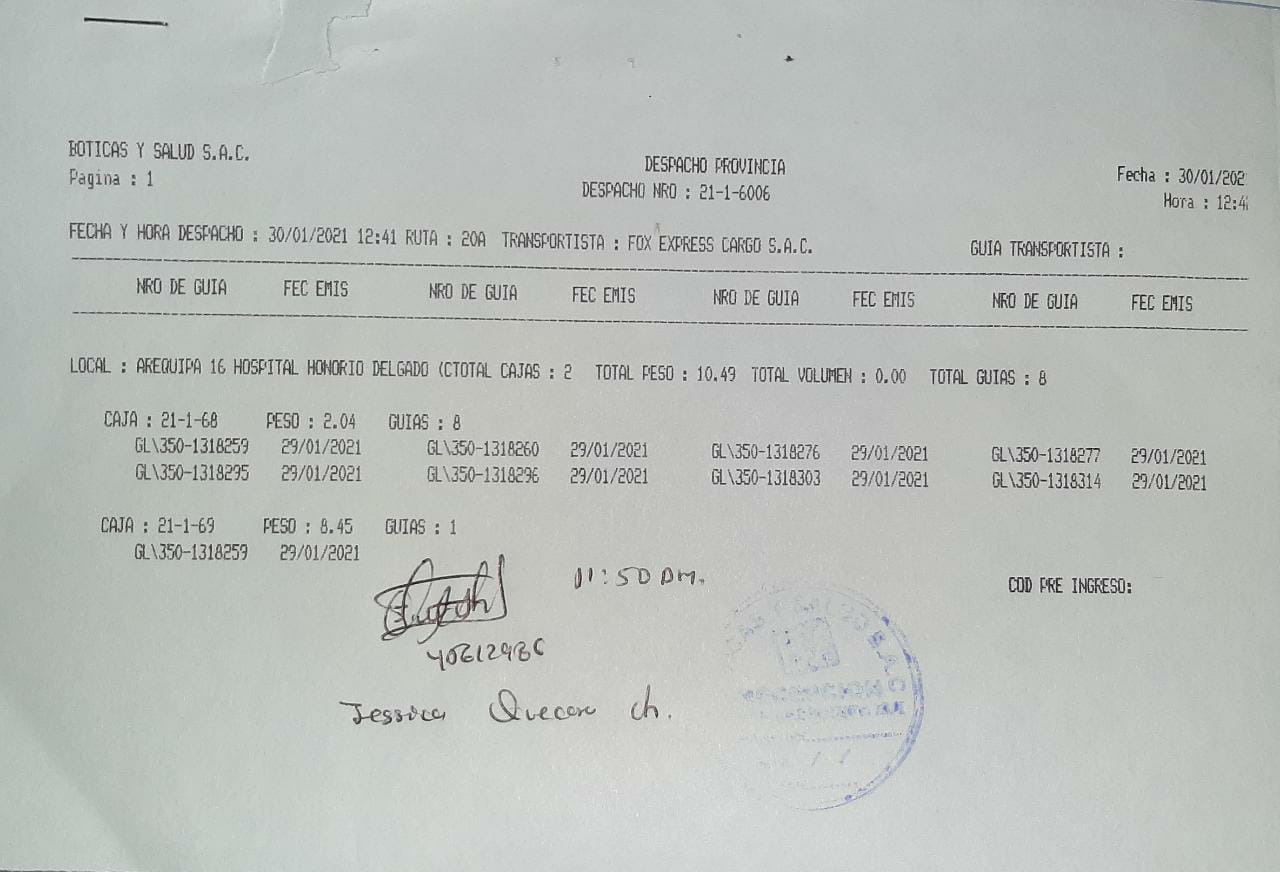 BOTICAS Y SALUD S.A.C.
DESPACHO PROVINCIA
Fecha : 30/01/202
Pagina : 1
DESPACHO NRO : 21-1-6006
Hora : 12:4
FECHA Y HORA DESPACHO : 30/01/2021 12:41 RUTA : 20A TRANSPORTISTA : FOX EXPRESS CARGO S.A.C. GUIA TRANSPORTISTA :
NRO DE GUIA FEC EMIS NRO DE GUIA FEC EMIS NRO DE GUIA FEC EMIS NRO DE GUIA FEC EMIS
LOCAL : AREQUIPA 16 HOSPITAL HONORIO DELGADO (CTOTAL CAJAS : 2 TOTAL PESO : 10.49 TOTAL VOLUMEN : 0.00 TOTAL GUIAS : 8
CAJA : 21-1-68 PESO : 2.04 GUIAS : 8
GL\350-1318259 29/01/2021 GL\350-1318260 29/01/2021 GL\350-1318276 29/01/2021 GL\350-1318277 29/01/2021
GL\350-1318295 29/01/2021 GL\350-1318296 29/01/2021 GL\350-1318303 29/01/2021 GL\350-1318314 29/01/2021
CAJA : 21-1-69 PESO : 8.45 GUIAS : 1
GL\350-1318259 29/01/2021
11:50 am.
COD PRE INGRESO:
Jessica ch.